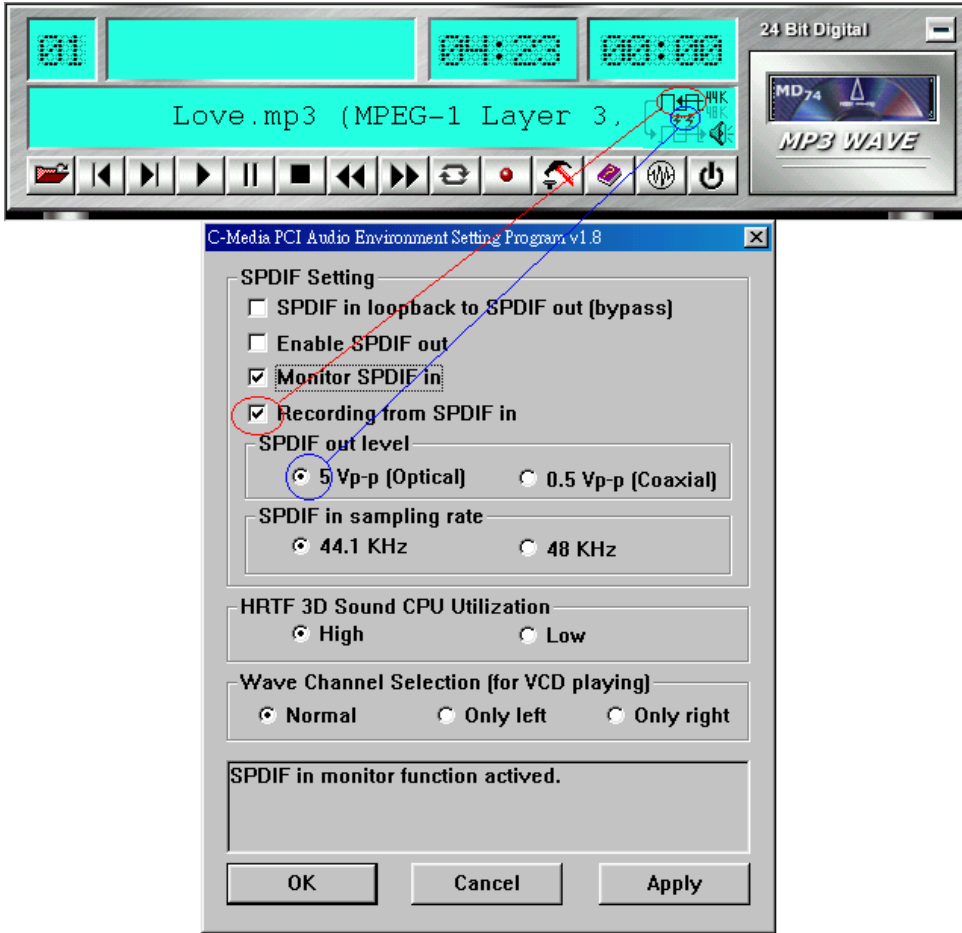 24 Bit Digital
01
04:23
00:00
Love.mp3 (MPEG-1 Layer 3,
44K
48K
MD74
MP3 WAVE
C-Media PCI Audio Environment Setting Program v1.8
SPDIF Setting
SPDIF in loopback to SPDIF out (bypass)
Enable SPDIF out
Monitor SPDIF in
Recording from SPDIF in
SPDIF out level
5 Vp-p (Optical)
0.5 Vp-p (Coaxial)
SPDIF in sampling rate
44.1 KHz
48 KHz
HRTF 3D Sound CPU Utilization
High
Low
Wave Channel Selection (for VCD playing)
Normal
Only left
Only right
SPDIF in monitor function actived.
OK
Cancel
Apply